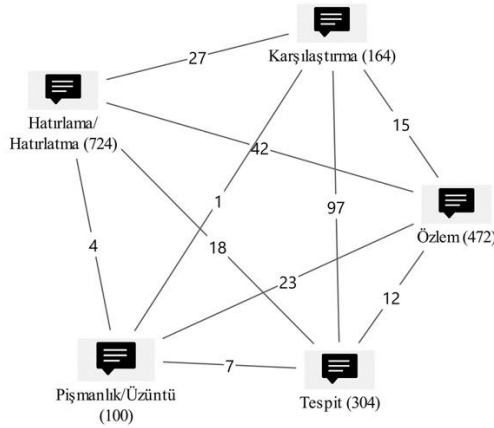 Karşılaştırma (164)
27
Hatırlama/
Hatırlatma (724)
15
42
1
97
Özlem (472)
4
18
23
12
7
Pişmanlık/Üzüntü
(100)
Tespit (304)